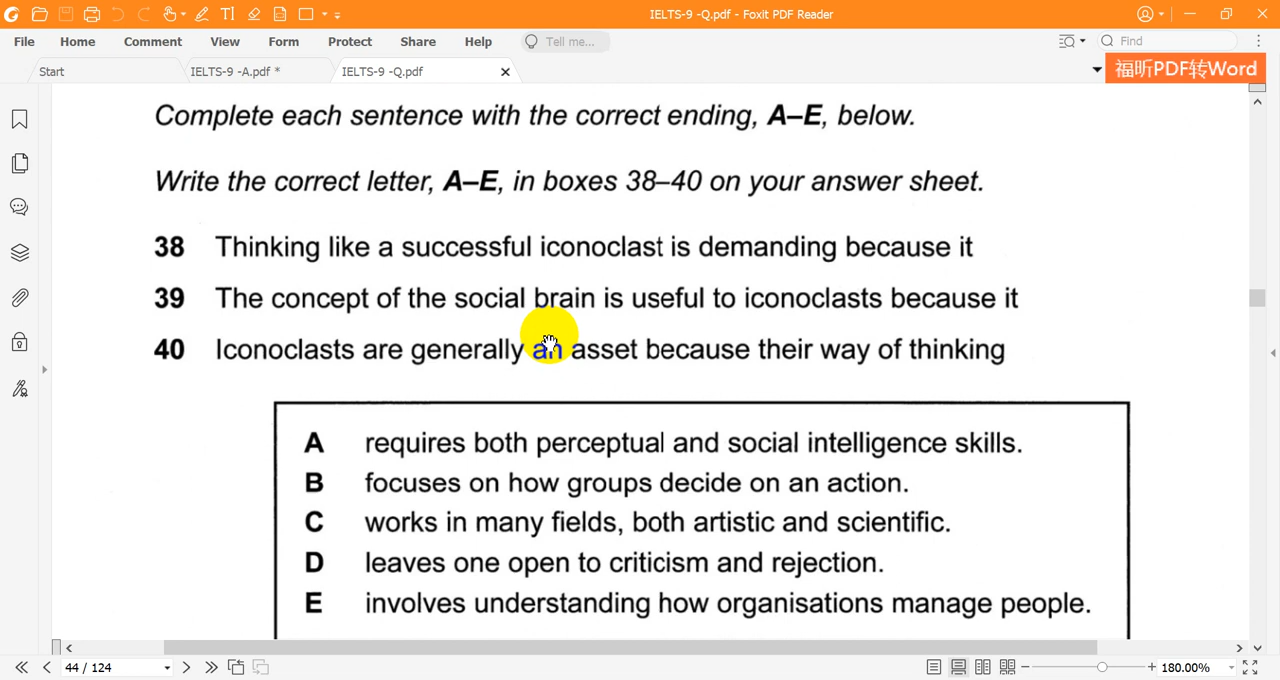 IELTS-9 -Q.pdf - Foxit PDF Reader
File Home Comment View Form Protect Share Help Tell me... Find
Start IELTS-9 -A.pdf * IELTS-9 -Q.pdf 福昕PDF转Word
Complete each sentence with the correct ending, A–E, below.
Write the correct letter, A–E, in boxes 38–40 on your answer sheet.
38 Thinking like a successful iconoclast is demanding because it
39 The concept of the social brain is useful to iconoclasts because it
40 Iconoclasts are generally an asset because their way of thinking
A requires both perceptual and social intelligence skills.
B focuses on how groups decide on an action.
C works in many fields, both artistic and scientific.
D leaves one open to criticism and rejection.
E involves understanding how organisations manage people.
44 / 124 180.00%